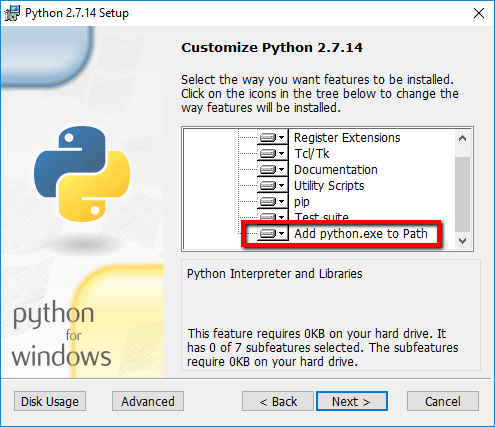 Python 2.7.14 Setup
Customize Python 2.7.14
Select the way you want features to be installed.
Click on the icons in the tree below to change the
way features will be installed.
Register Extensions
Tcl/Tk
Documentation
Utility Scripts
pip
Test suite
Add python.exe to Path
Python Interpreter and Libraries
This feature requires 0KB on your hard drive. It
has 0 of 7 subfeatures selected. The subfeatures
require 0KB on your hard drive.
python
for
windows
Disk Usage
Advanced
< Back
Next >
Cancel